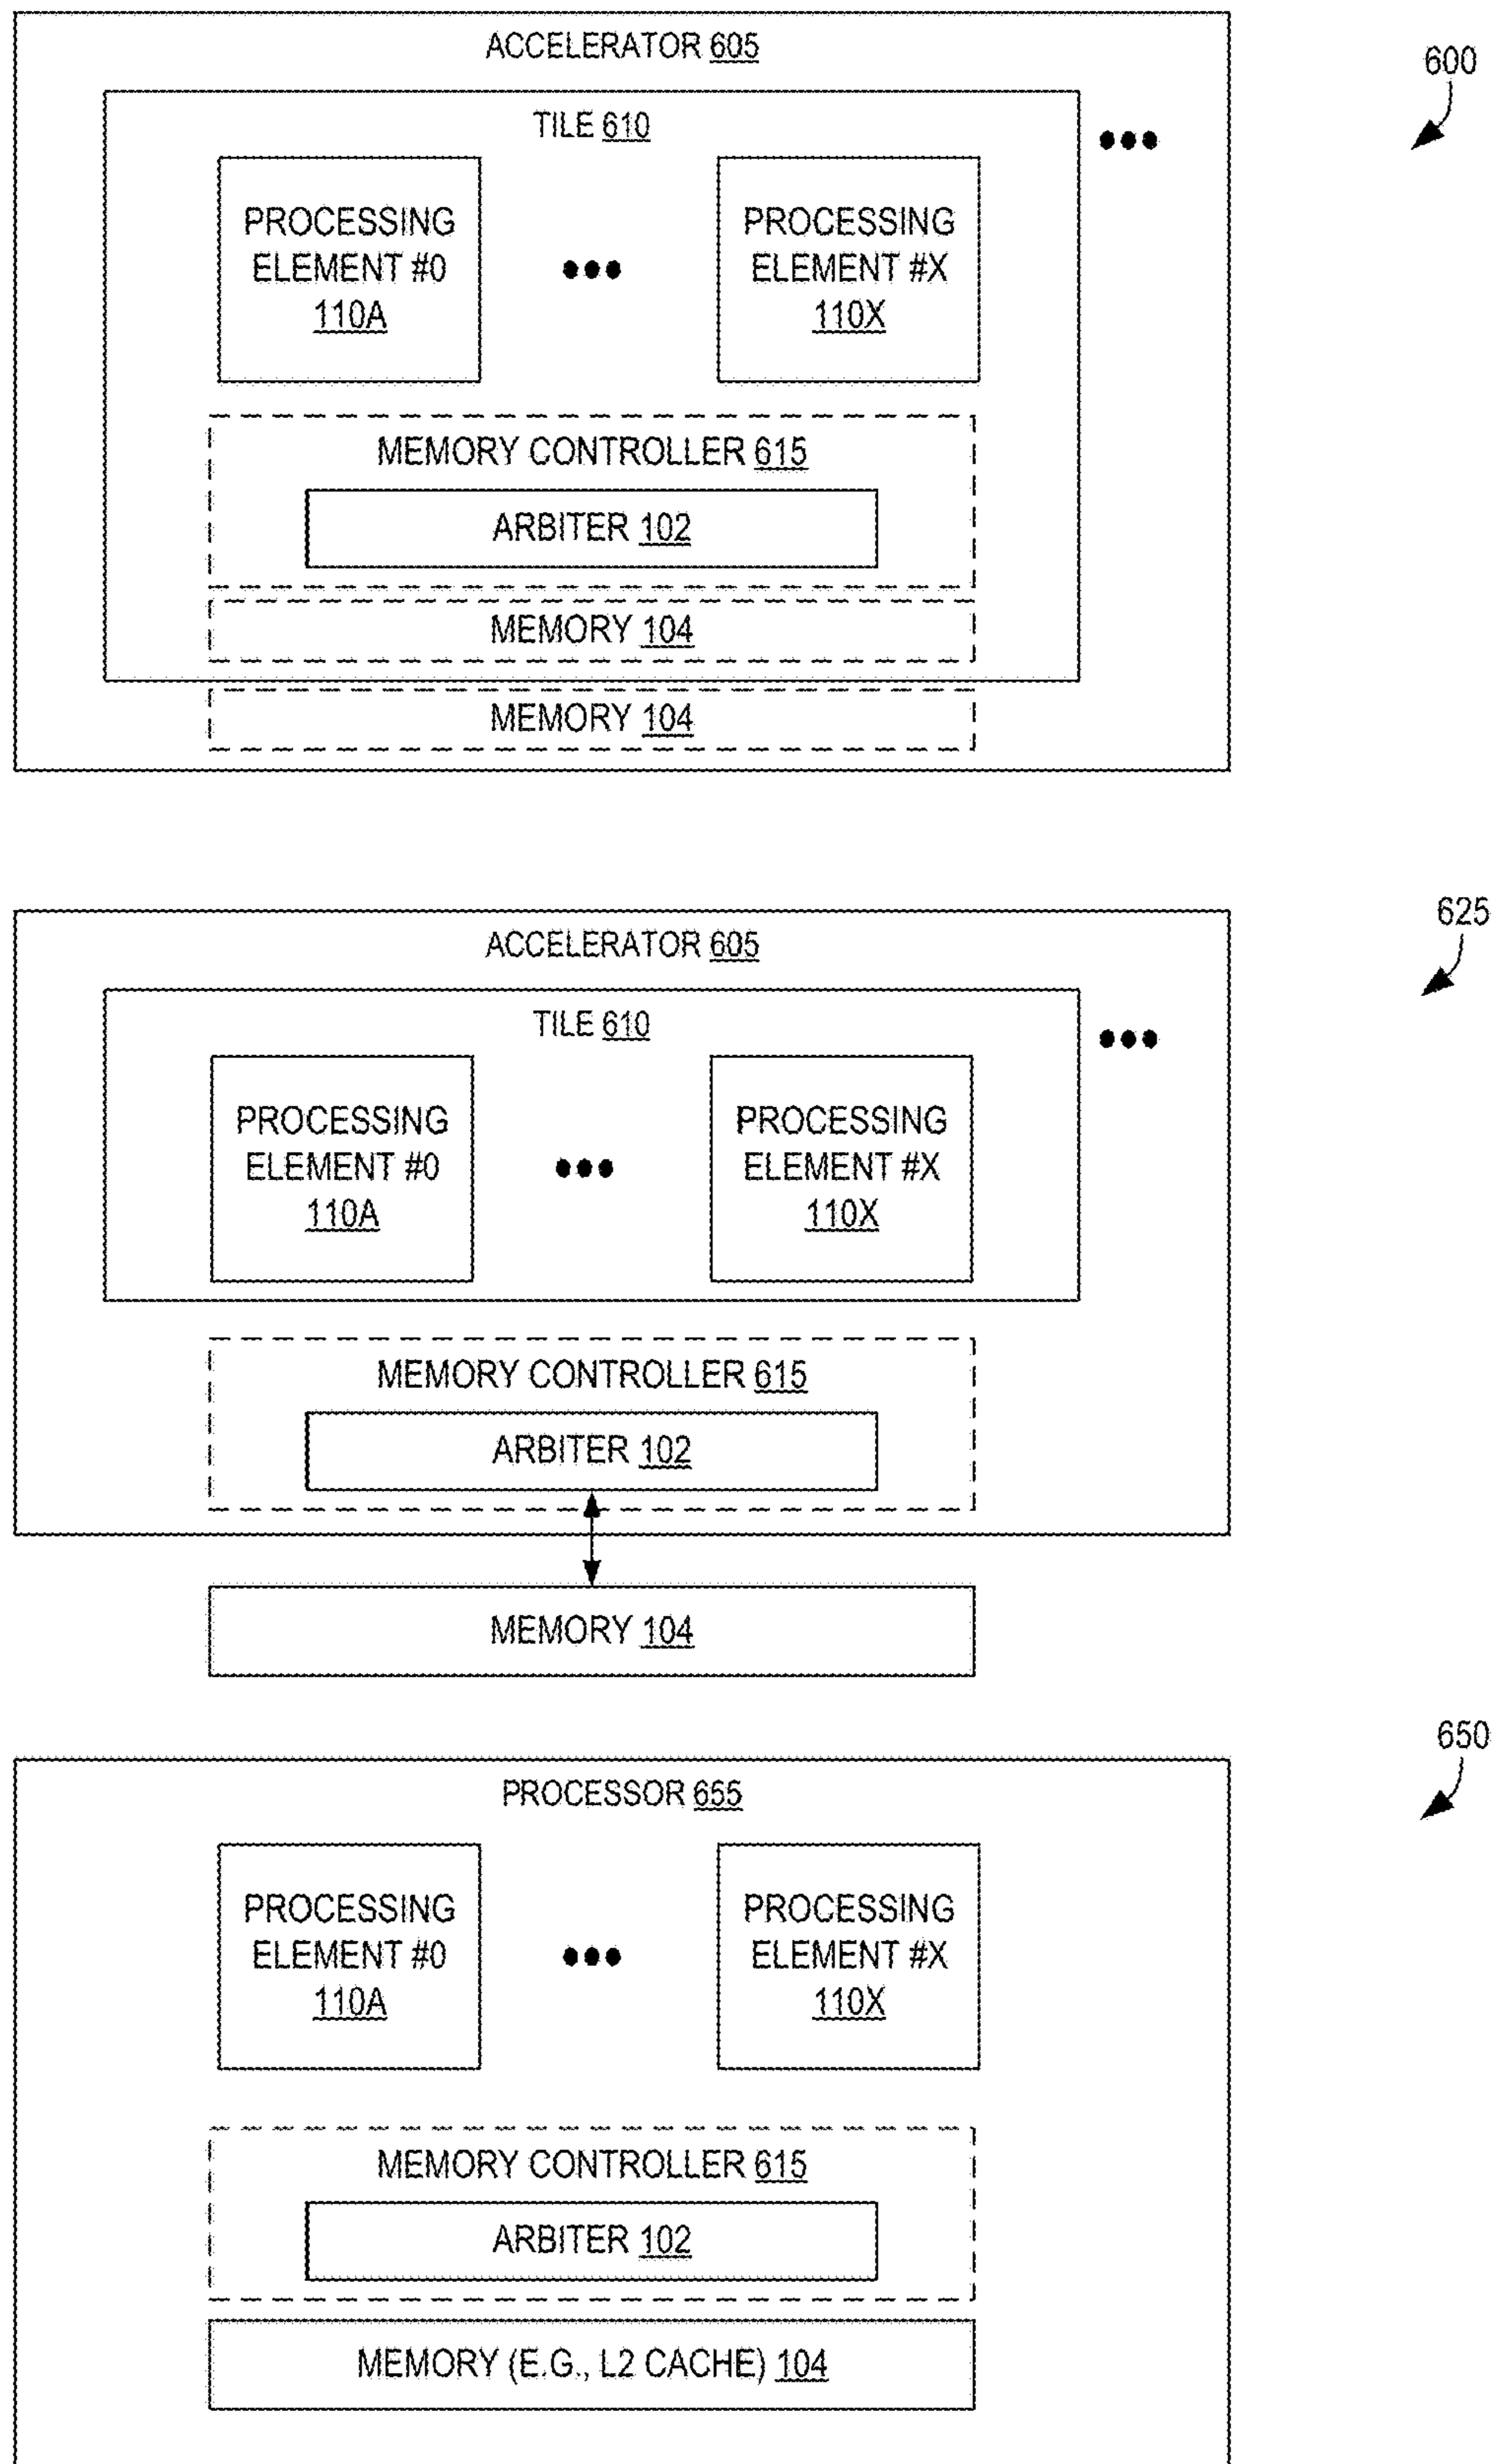 ACCELERATOR 605
600
TILE 610
PROCESSING
ELEMENT #0
110A
PROCESSING
ELEMENT #X
110X
MEMORY CONTROLLER 615
ARBITER 102
MEMORY 104
MEMORY 104
625
ACCELERATOR 605
TILE 610
PROCESSING
ELEMENT #0
110A
PROCESSING
ELEMENT #X
110X
MEMORY CONTROLLER 615
ARBITER 102
MEMORY 104
650
PROCESSOR 655
PROCESSING
ELEMENT #0
110A
PROCESSING
ELEMENT #X
110X
MEMORY CONTROLLER 615
ARBITER 102
MEMORY (E.G., L2 CACHE) 104